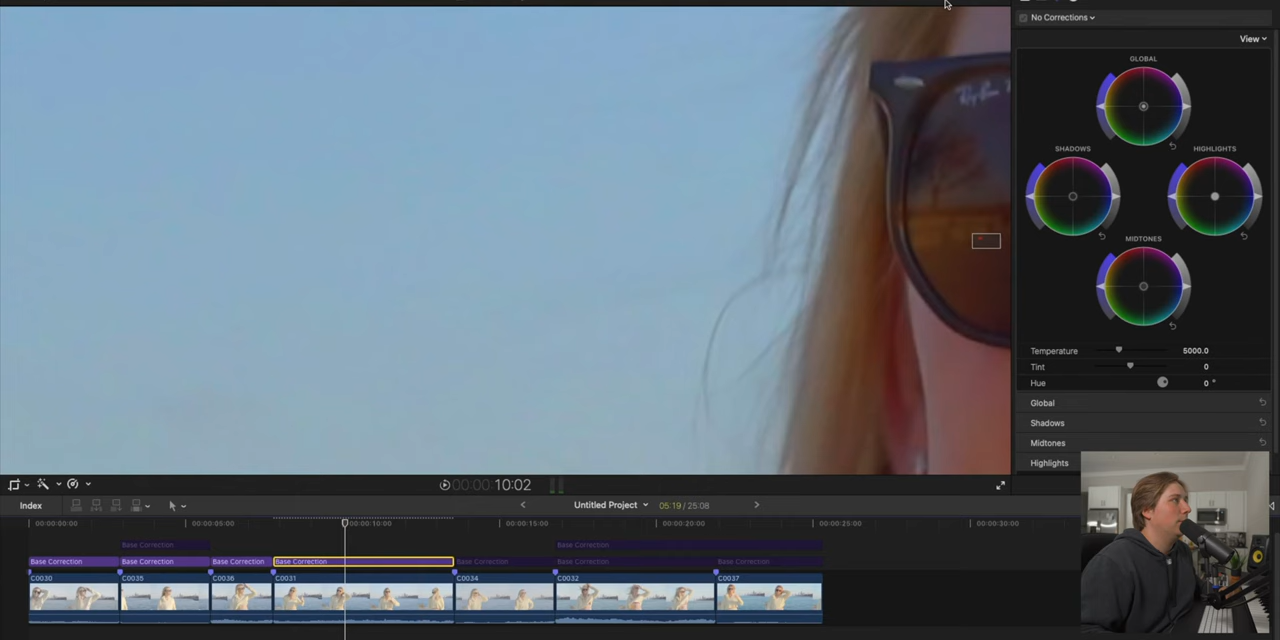 No Corrections
View
GLOBAL
SHADOWS
HIGHLIGHTS
MIDTONES
Temperature 5000.0
Tint 0
Hue 0 °
Global
Shadows
Midtones
Highlights
Ray-Ban
00:00:00:10:02
Index
Untitled Project
05:19 / 25:08
00:00:00:00
00:00:05:00
00:00:10:00
00:00:15:00
00:00:20:00
00:00:25:00
00:00:30:00
Base Correction
Base Correction
Base Correction
Base Correction
Base Correction
Base Correction
Base Correction
Base Correction
Base Correction
C0030
C0035
C0036
C0031
C0034
C0032
C0037